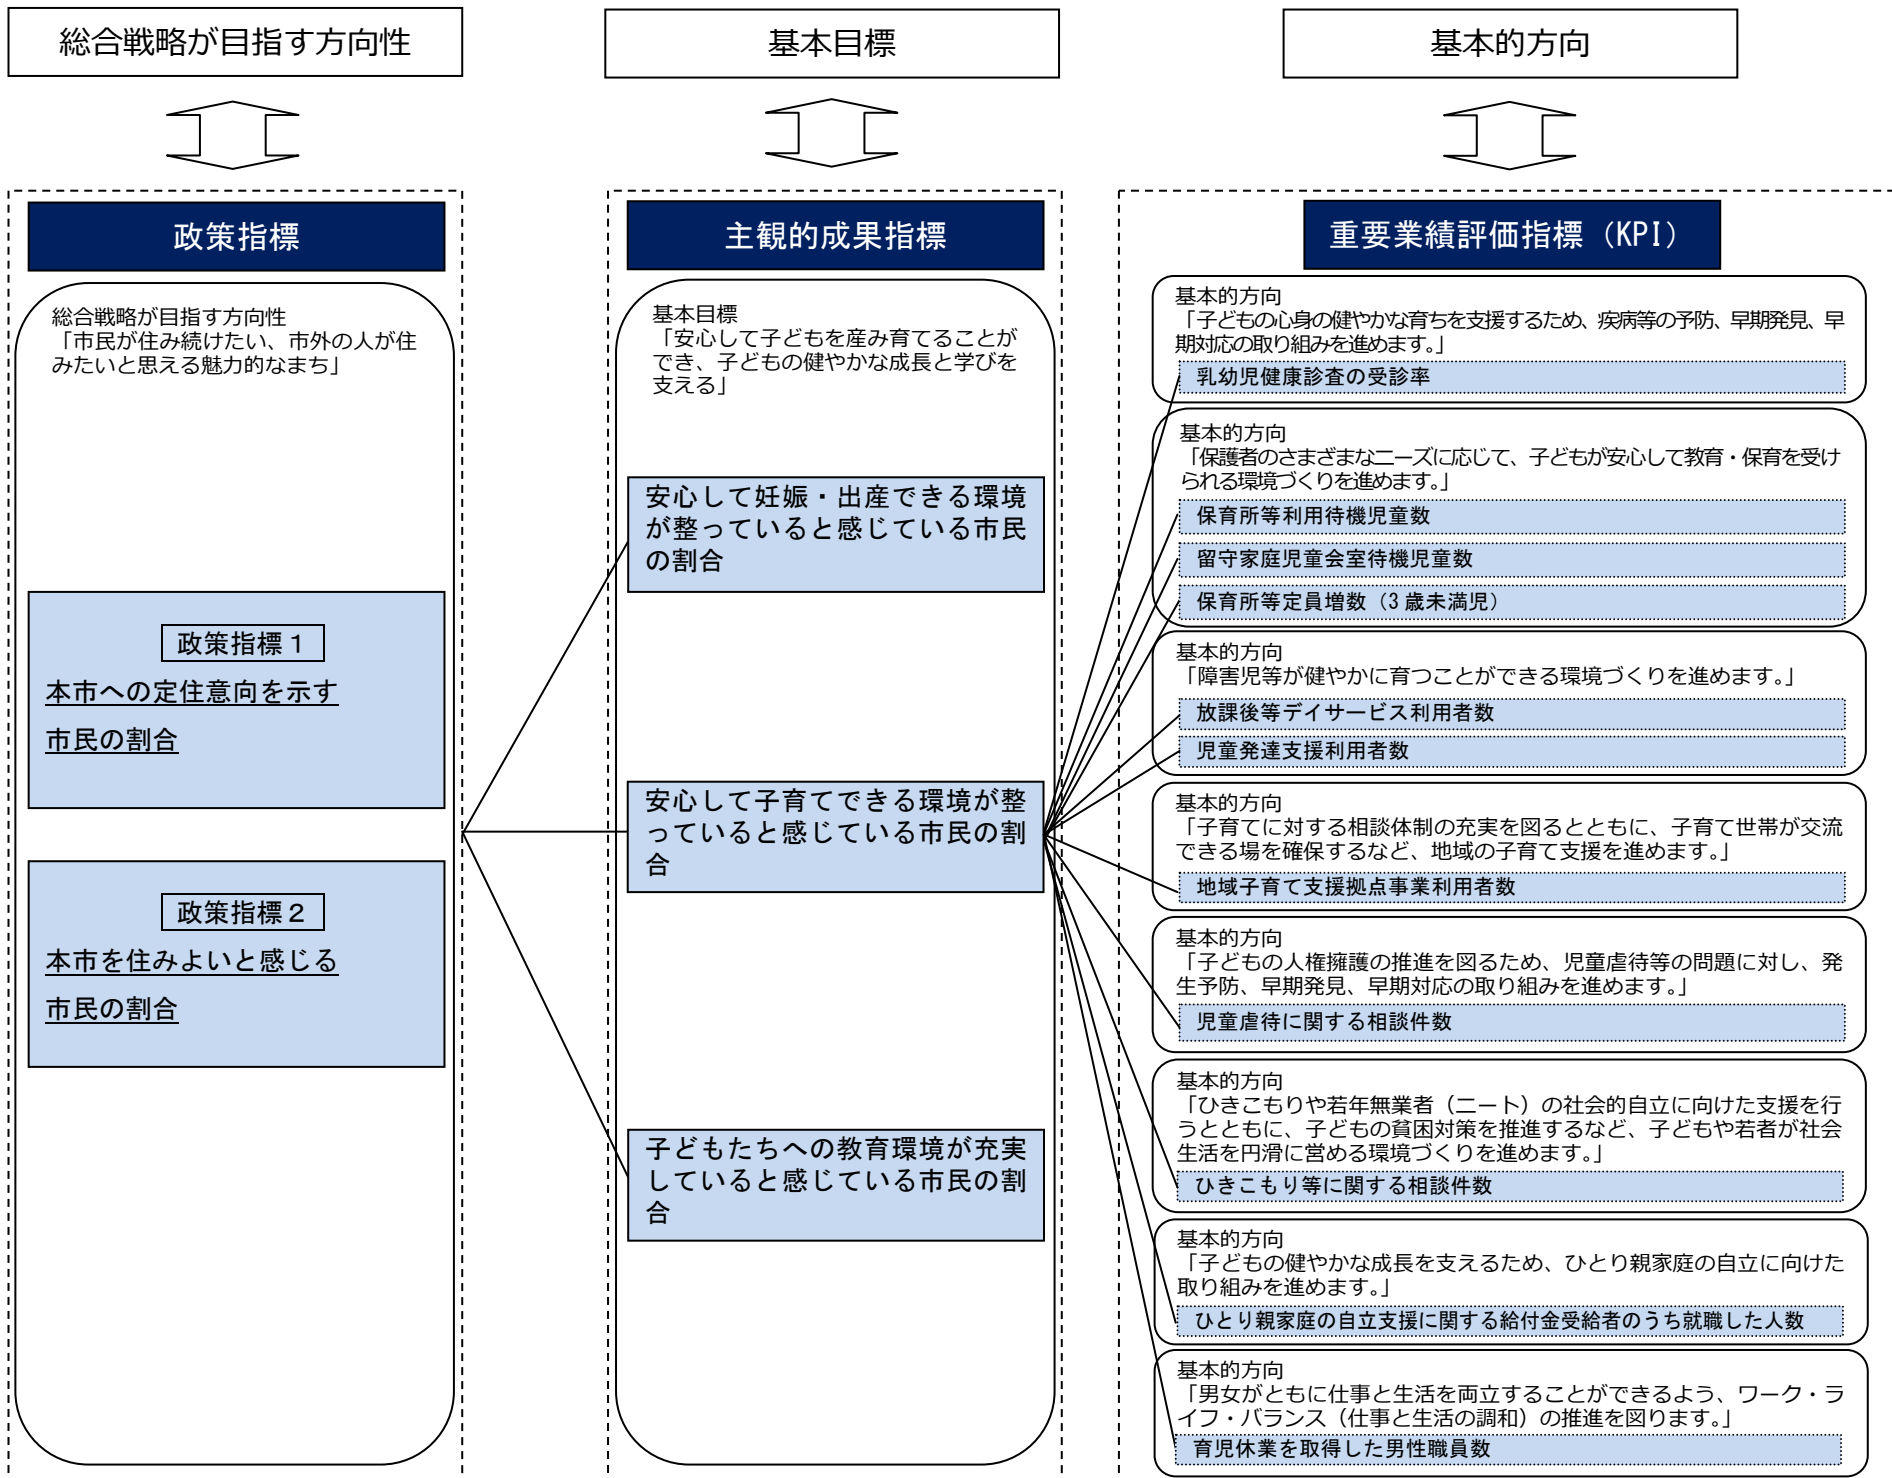 総合戦略が目指す方向性
基本目標
基本的方向
政策指標
総合戦略が目指す方向性
「市民が住み続けたい、市外の人が住
みたいと思える魅力的なまち」
政策指標１
本市への定住意向を示す
市民の割合
政策指標２
本市を住みよいと感じる
市民の割合
主観的成果指標
基本目標
「安心して子どもを産み育てることが
でき、子どもの健やかな成長と学びを
支える」
安心して妊娠・出産できる環境
が整っていると感じている市民
の割合
安心して子育てできる環境が整
っていると感じている市民の割
合
子どもたちへの教育環境が充実
していると感じている市民の割
合
重要業績評価指標（KPI）
基本的方向
「子どもの心身の健やかな育ちを支援するため、疾病等の予防、早期発見、早
期対応の取り組みを進めます。」
乳幼児健康診査の受診率
基本的方向
「保護者のさまざまなニーズに応じて、子どもが安心して教育・保育を受け
られる環境づくりを進めます。」
保育所等利用待機児童数
留守家庭児童会室待機児童数
保育所等定員増数（3歳未満児）
基本的方向
「障害児等が健やかに育つことができる環境づくりを進めます。」
放課後等デイサービス利用者数
児童発達支援利用者数
基本的方向
「子育てに対する相談体制の充実を図るとともに、子育て世帯が交流
できる場を確保するなど、地域の子育て支援を進めます。」
地域子育て支援拠点事業利用者数
基本的方向
「子どもの人権擁護の推進を図るため、児童虐待等の問題に対し、発
生予防、早期発見、早期対応の取り組みを進めます。」
児童虐待に関する相談件数
基本的方向
「ひきこもりや若年無業者（ニート）の社会的自立に向けた支援を行
うとともに、子どもの貧困対策を推進するなど、子どもや若者が社会
生活を円滑に営める環境づくりを進めます。」
ひきこもり等に関する相談件数
基本的方向
「子どもの健やかな成長を支えるため、ひとり親家庭の自立に向けた
取り組みを進めます。」
ひとり親家庭の自立支援に関する給付金受給者のうち就職した人数
基本的方向
「男女がともに仕事と生活を両立することができるよう、ワーク・ラ
イフ・バランス（仕事と生活の調和）の推進を図ります。」
育児休業を取得した男性職員数